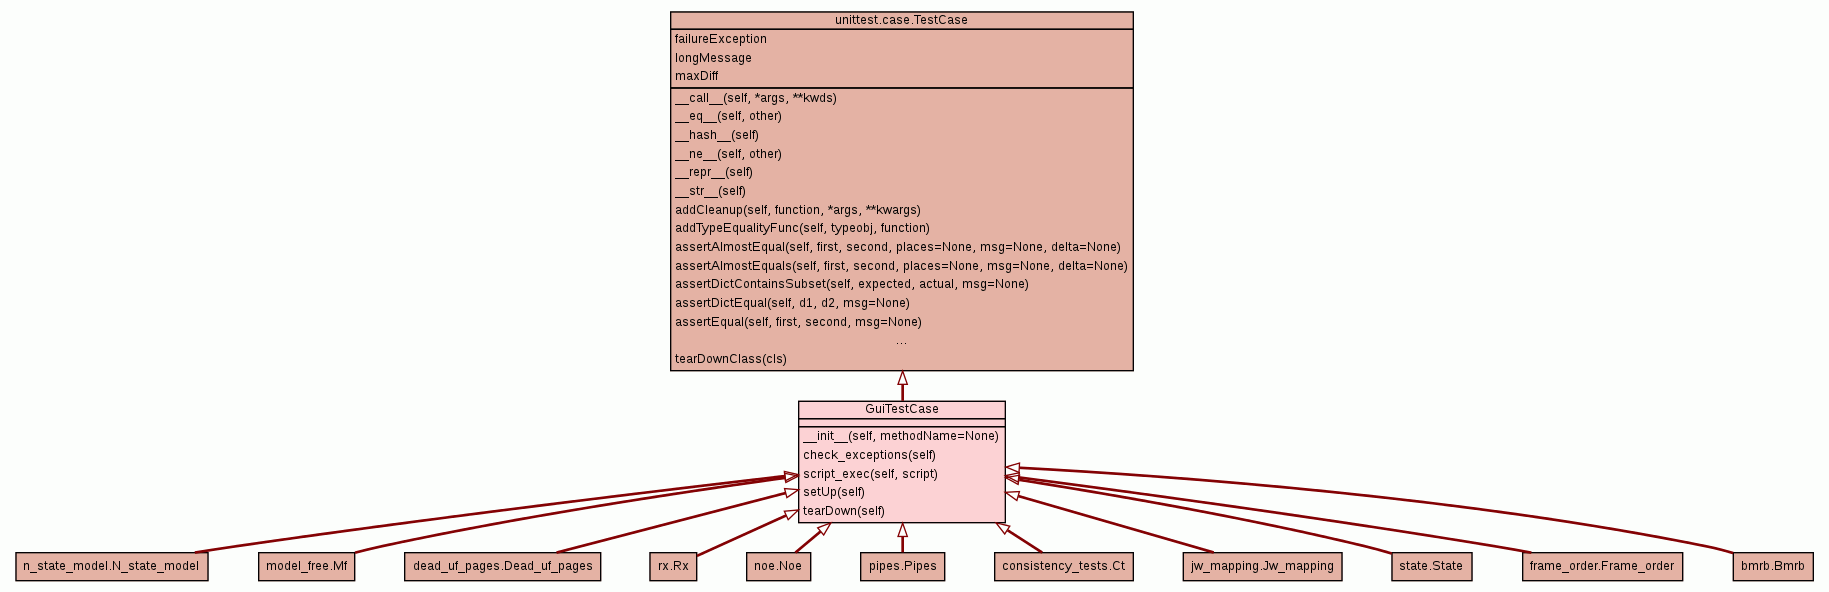 unittest.case.TestCase
failureException
longMessage
maxDiff
__call__(self, *args, **kwds)
__eq__(self, other)
__hash__(self)
__ne__(self, other)
__repr__(self)
__str__(self)
addCleanup(self, function, *args, **kwargs)
addTypeEqualityFunc(self, typeobj, function)
assertAlmostEqual(self, first, second, places=None, msg=None, delta=None)
assertAlmostEquals(self, first, second, places=None, msg=None, delta=None)
assertDictContainsSubset(self, expected, actual, msg=None)
assertDictEqual(self, d1, d2, msg=None)
assertEqual(self, first, second, msg=None)
...
tearDownClass(cls)
GuiTestCase
__init__(self, methodName=None)
check_exceptions(self)
script_exec(self, script)
setUp(self)
tearDown(self)
n_state_model.N_state_model
model_free.Mf
dead_uf_pages.Dead_uf_pages
rx.Rx
noe.Noe
pipes.Pipes
consistency_tests.Ct
jw_mapping.Jw_mapping
state.State
frame_order.Frame_order
bmrb.Bmrb